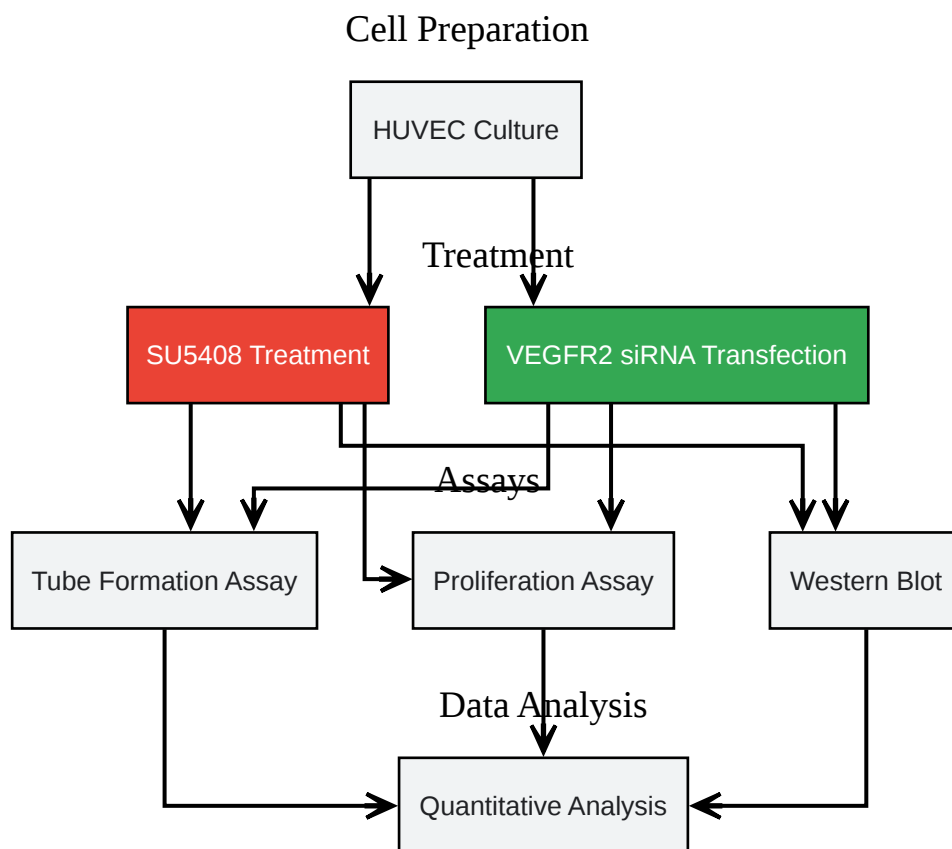 Cell Preparation
HUVEC Culture
Treatment
SU5408 Treatment
VEGFR2 siRNA Transfection
Assays
Tube Formation Assay
Proliferation Assay
Western Blot
Data Analysis
Quantitative Analysis